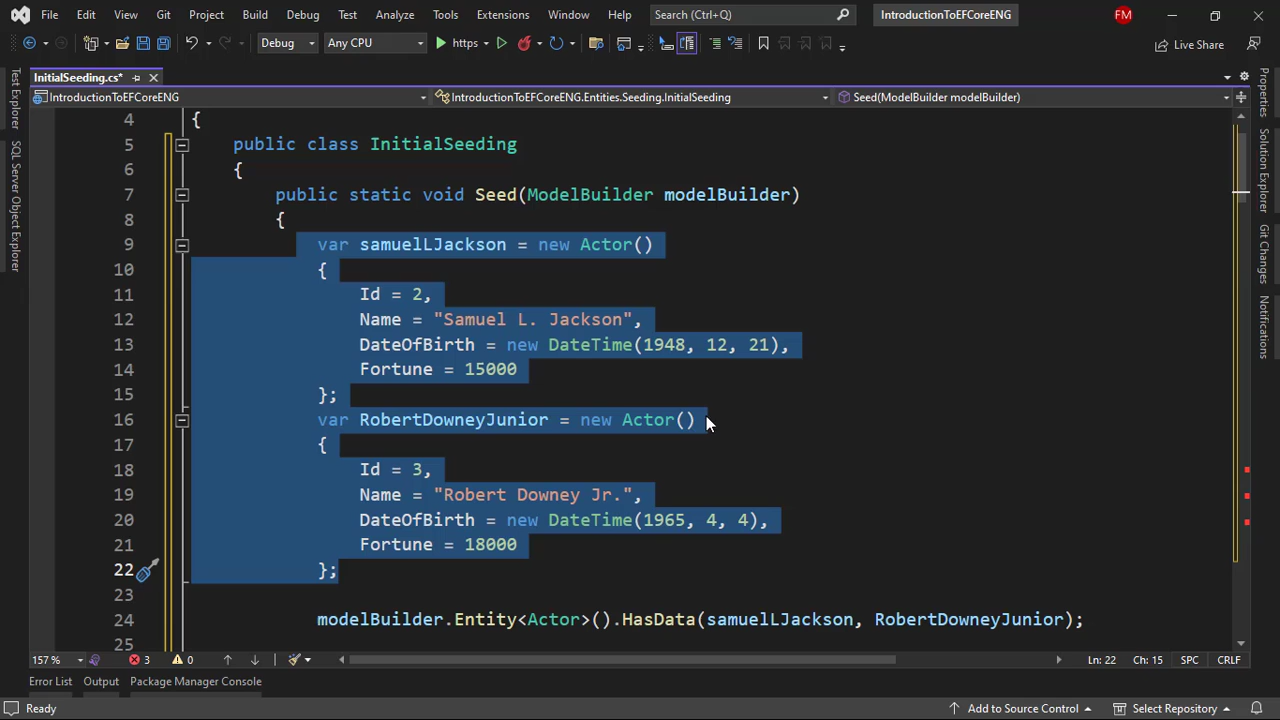 File Edit View Git Project Build Debug Test Analyze Tools Extensions Window Help Search (Ctrl+Q) IntroductionToEFCoreENG FM
Debug Any CPU https Live Share
InitialSeeding.cs*
IntroductionToEFCoreENG IntroductionToEFCoreENG.Entities.Seeding.InitialSeeding Seed(ModelBuilder modelBuilder)
Test Explorer
SQL Server Object Explorer
Properties
Solution Explorer
Git Changes
Notifications
4 {
5 public class InitialSeeding
6 {
7 public static void Seed(ModelBuilder modelBuilder)
8 {
9 var samuelLJackson = new Actor()
10 {
11 Id = 2,
12 Name = "Samuel L. Jackson",
13 DateOfBirth = new DateTime(1948, 12, 21),
14 Fortune = 15000
15 };
16 var RobertDowneyJunior = new Actor()
17 {
18 Id = 3,
19 Name = "Robert Downey Jr.",
20 DateOfBirth = new DateTime(1965, 4, 4),
21 Fortune = 18000
22 };
23
24 modelBuilder.Entity<Actor>().HasData(samuelLJackson, RobertDowneyJunior);
25
157 % 3 0 Ln: 22 Ch: 15 SPC CRLF
Error List Output Package Manager Console
Ready Add to Source Control Select Repository